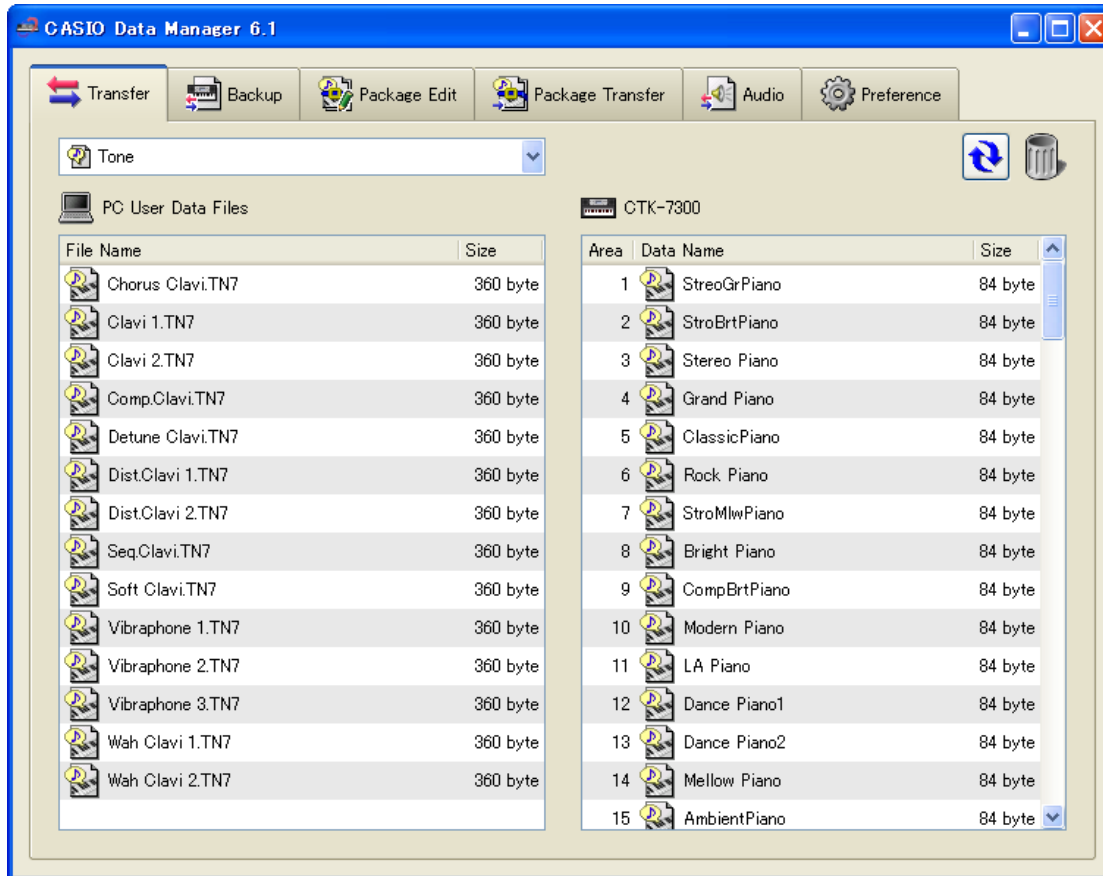 CASIO Data Manager 6.1
Transfer
Backup
Package Edit
Package Transfer
Audio
Preference
Tone
PC User Data Files
CTK-7300
File Name Size
Chorus Clavi.TN7 360 byte
Clavi 1.TN7 360 byte
Clavi 2.TN7 360 byte
Comp.Clavi.TN7 360 byte
Detune Clavi.TN7 360 byte
Dist.Clavi 1.TN7 360 byte
Dist.Clavi 2.TN7 360 byte
Seq.Clavi.TN7 360 byte
Soft Clavi.TN7 360 byte
Vibraphone 1.TN7 360 byte
Vibraphone 2.TN7 360 byte
Vibraphone 3.TN7 360 byte
Wah Clavi 1.TN7 360 byte
Wah Clavi 2.TN7 360 byte
Area Data Name Size
1 StreoGrPiano 84 byte
2 StroBrtPiano 84 byte
3 Stereo Piano 84 byte
4 Grand Piano 84 byte
5 ClassicPiano 84 byte
6 Rock Piano 84 byte
7 StroMlwPiano 84 byte
8 Bright Piano 84 byte
9 CompBrtPiano 84 byte
10 Modern Piano 84 byte
11 LA Piano 84 byte
12 Dance Piano1 84 byte
13 Dance Piano2 84 byte
14 Mellow Piano 84 byte
15 AmbientPiano 84 byte